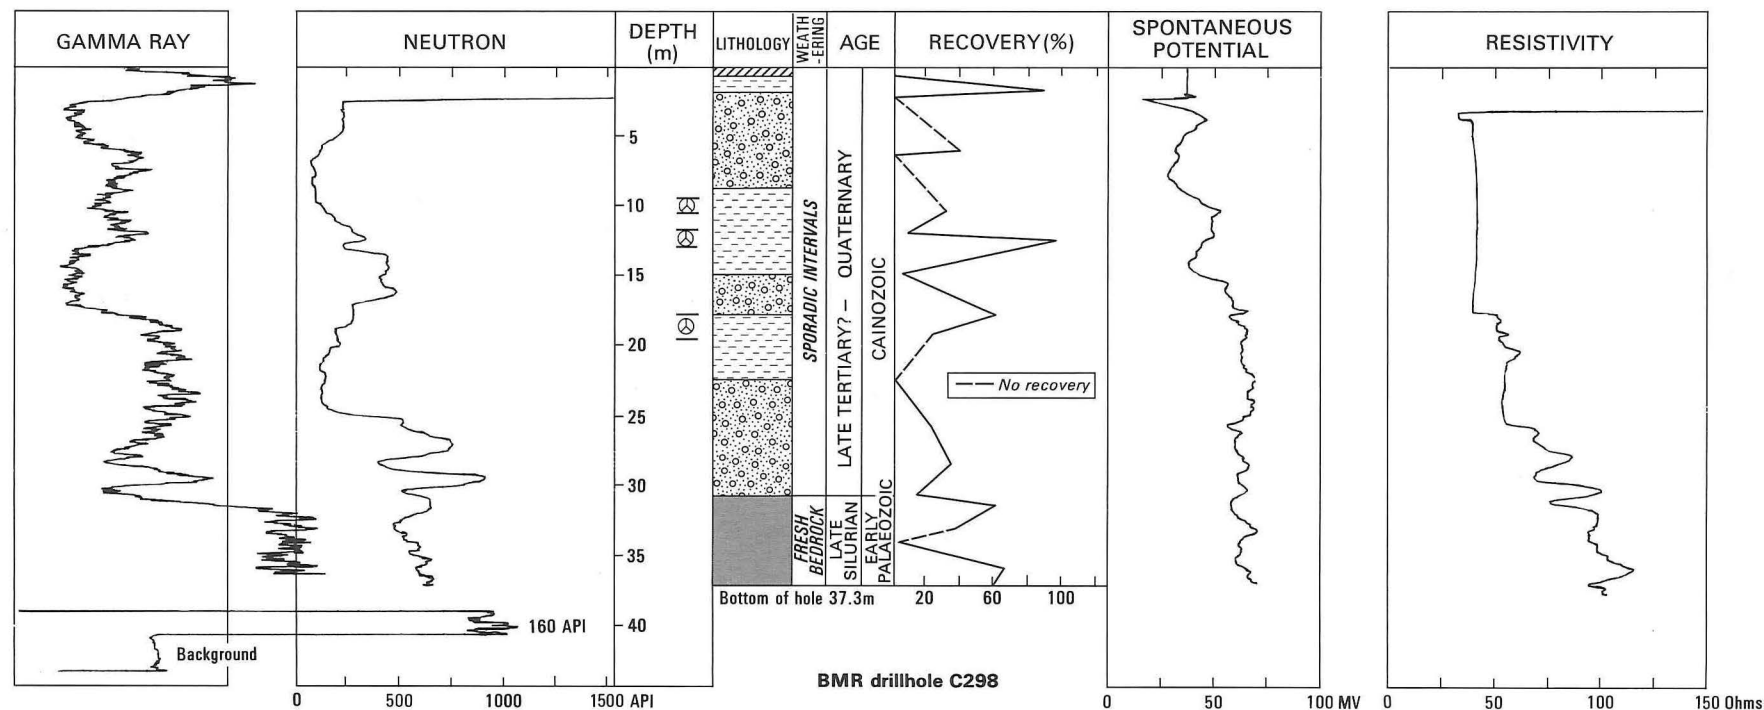 GAMMA RAY
NEUTRON
DEPTH
(m)
LITHOLOGY
WEATH
-ERING
AGE
RECOVERY (%)
SPONTANEOUS
POTENTIAL
RESISTIVITY
5
10
15
20
25
30
35
40
SPORADIC INTERVALS
FRESH
BEDROCK
LATE TERTIARY? – QUATERNARY
LATE
SILURIAN
CAINOZOIC
EARLY
PALAEOZOIC
No recovery
Bottom of hole 37.3m
20 60 100
160 API
Background
BMR drillhole C298
0 500 1000 1500 API
0 50 100 MV
0 50 100 150 Ohms